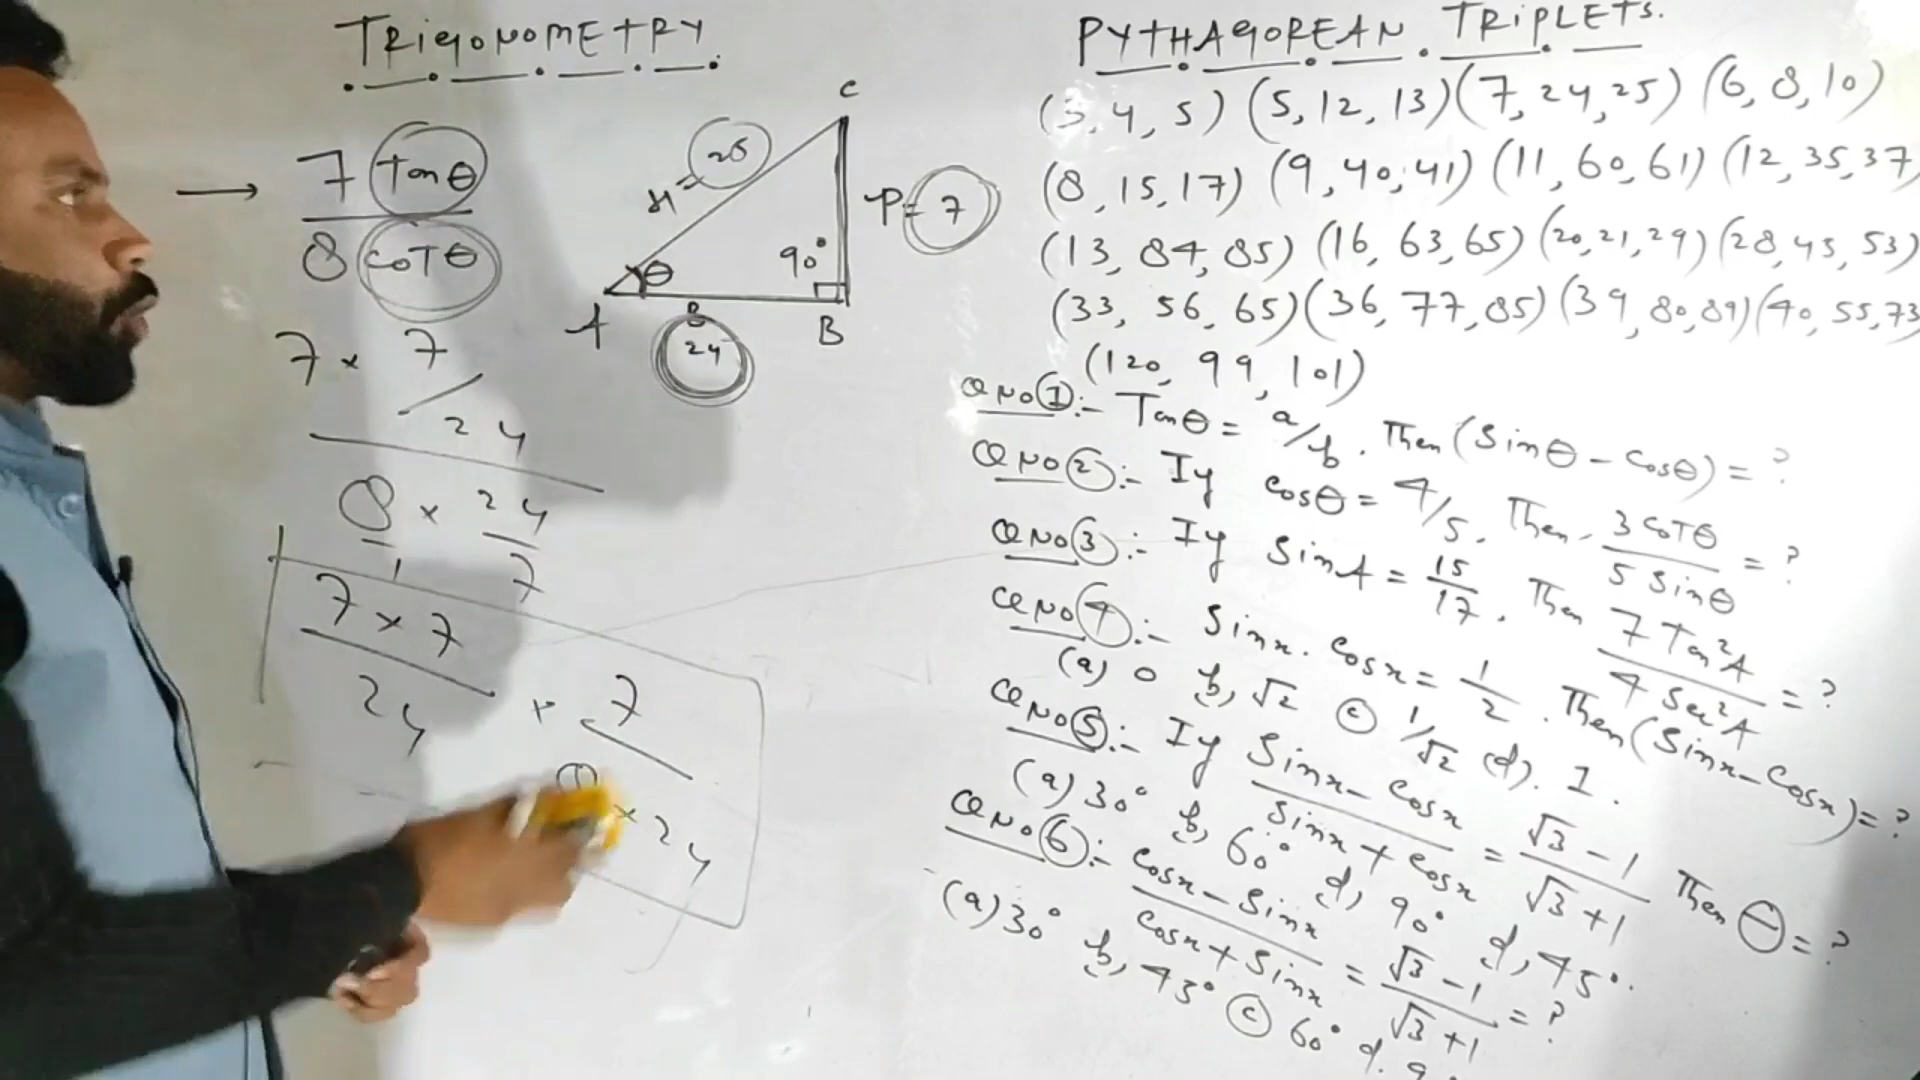 TRIGONOMETRY
7 Tanθ
8 COTθ
C
H = 25
P = 7
90°
θ
A
B
B
24
7 × 7
/
24
8 × 24
1 7
7 × 7
24
× 7
× 24
PYTHAGOREAN TRIPLETS.
(3, 4, 5) (5, 12, 13) (7, 24, 25) (6, 8, 10)
(8, 15, 17) (9, 40, 41) (11, 60, 61) (12, 35, 37
(13, 84, 85) (16, 63, 65) (20, 21, 29) (28, 45, 53)
(33, 56, 65) (36, 77, 85) (39, 80, 89) (40, 55, 73
(120, 99, 101)
QNO ①:- Tanθ = a/b. Then (Sinθ - Cosθ) = ?
QNO ②:- If Cosθ = 4/5. Then 3 COTθ / 5 Sinθ = ?
QNO ③:- If SinA = 15/17. Then 7 Tan²A / 4 Sec²A = ?
QNO ④:- Sinx. Cosx = 1/2. Then (Sinx - Cosx) = ?
(a) 0 b, √2 ⓒ 1/√2 (d). 1.
QNO ⑤:- If Sinx - Cosx / Sinx + Cosx = √3 - 1 / √3 + 1 Then θ = ?
(a) 30° b, 60° d, 90° d, 45°.
QNO ⑥:- Cosx - Sinx / Cosx + Sinx = √3 - 1 / √3 + 1 = ?
(a) 30° b, 45° ⓒ 60° d. 9